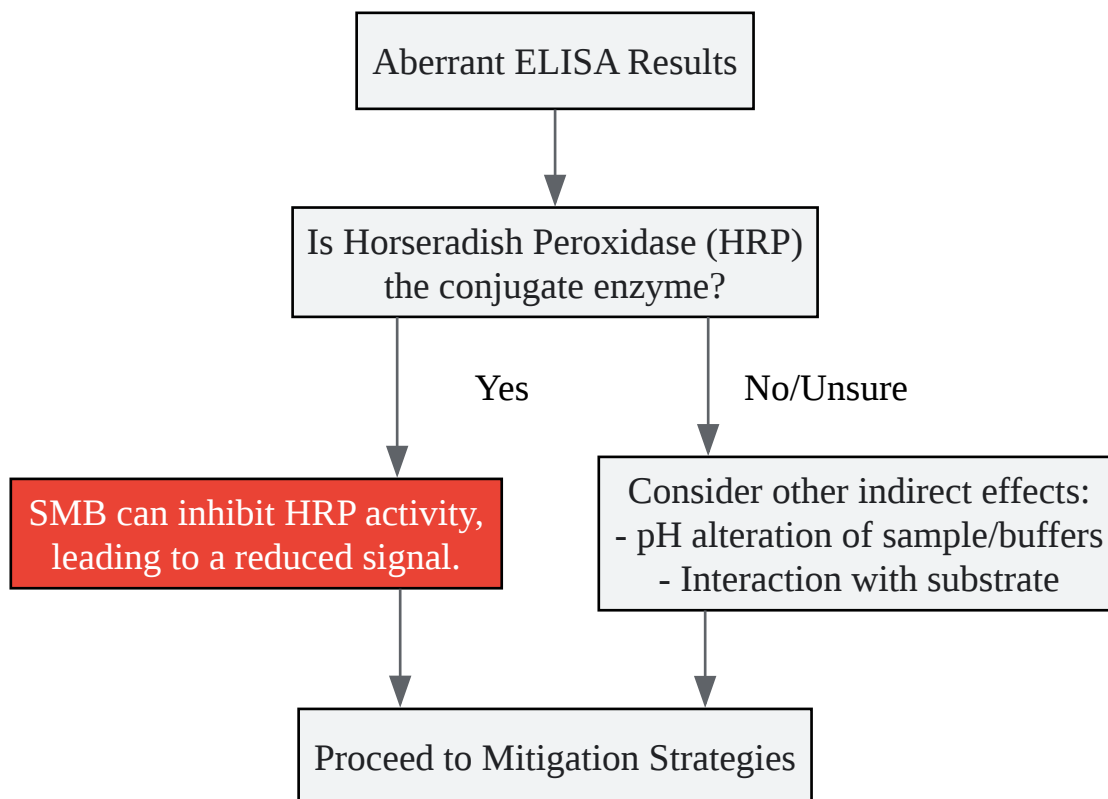 Aberrant ELISA Results
Is Horseradish Peroxidase (HRP)
the conjugate enzyme?
Yes
No/Unsure
SMB can inhibit HRP activity,
leading to a reduced signal.
Consider other indirect effects:
- pH alteration of sample/buffers
- Interaction with substrate
Proceed to Mitigation Strategies